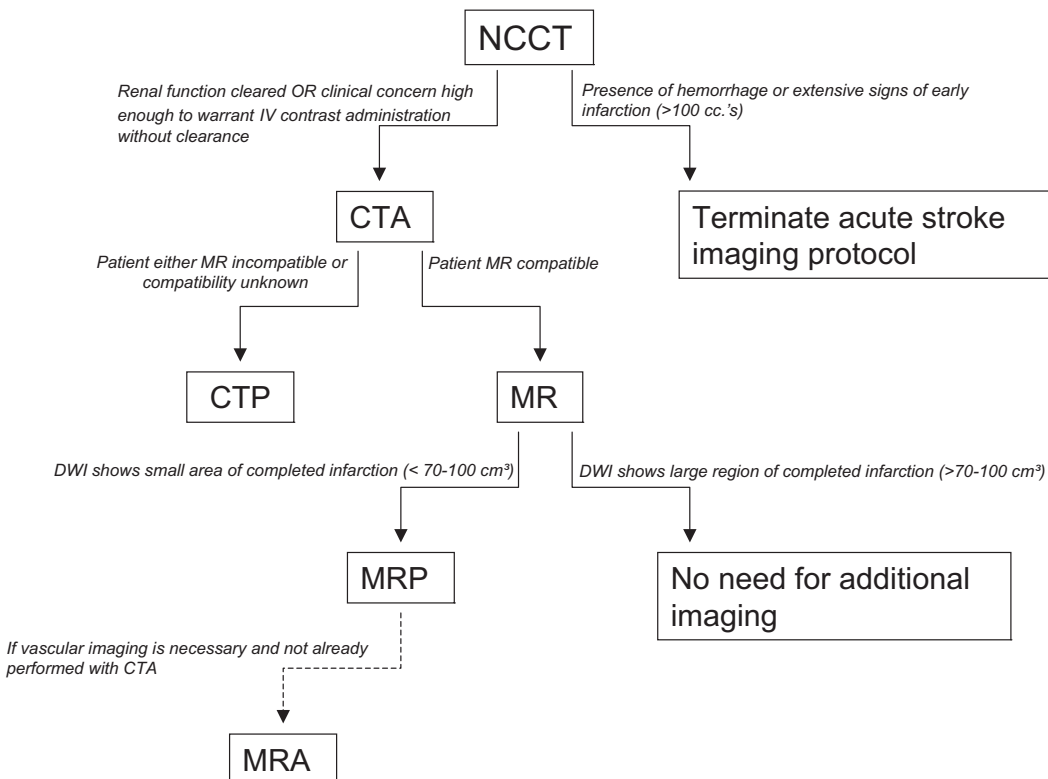 NCCT
Renal function cleared OR clinical concern high
enough to warrant IV contrast administration
without clearance
Presence of hemorrhage or extensive signs of early
infarction (>100 cc.’s)
CTA
Terminate acute stroke
imaging protocol
Patient either MR incompatible or
compatibility unknown
Patient MR compatible
CTP
MR
DWI shows small area of completed infarction (< 70-100 cm³)
DWI shows large region of completed infarction (>70-100 cm³)
MRP
No need for additional
imaging
If vascular imaging is necessary and not already
performed with CTA
MRA